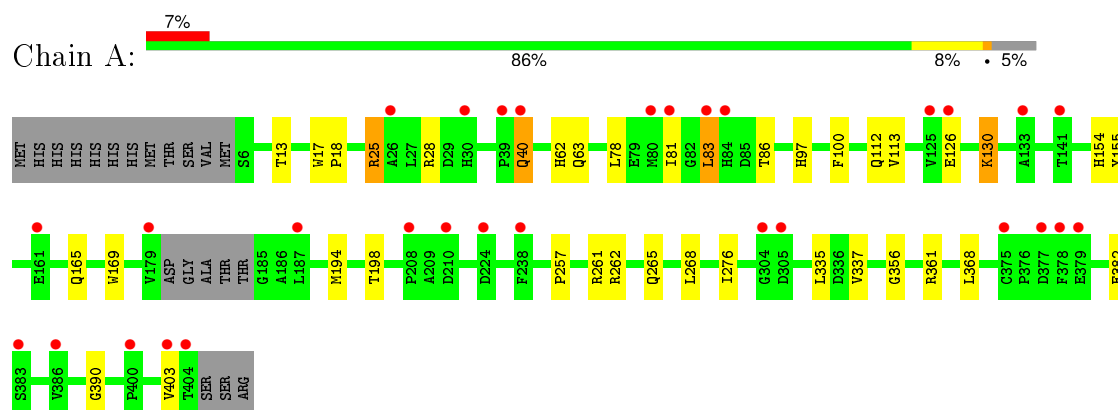 7%
Chain A:
86% 8% • 5%
MET HIS HIS HIS HIS HIS HIS MET THR SER VAL MET S6 T13 W17 P18 R25 A26 L27 R28 D29 H30 P39 Q40 H62 Q63 L78 E79 M80 I81 G82 L83 H84 D85 T86 H97 F100 Q112 V113 V125 E126 K130 A133 T141 H154 Y155
E161 Q165 W169 V179 ASP GLY ALA THR THR G185 A186 L187 M194 T198 P208 A209 D210 D224 F238 P257 R261 R262 Q265 L268 I276 G304 D305 L335 D336 V337 G356 R361 L368 C375 P376 D377 F378 E379
S383 V386 G390 P400 V403 T404 SER SER ARG